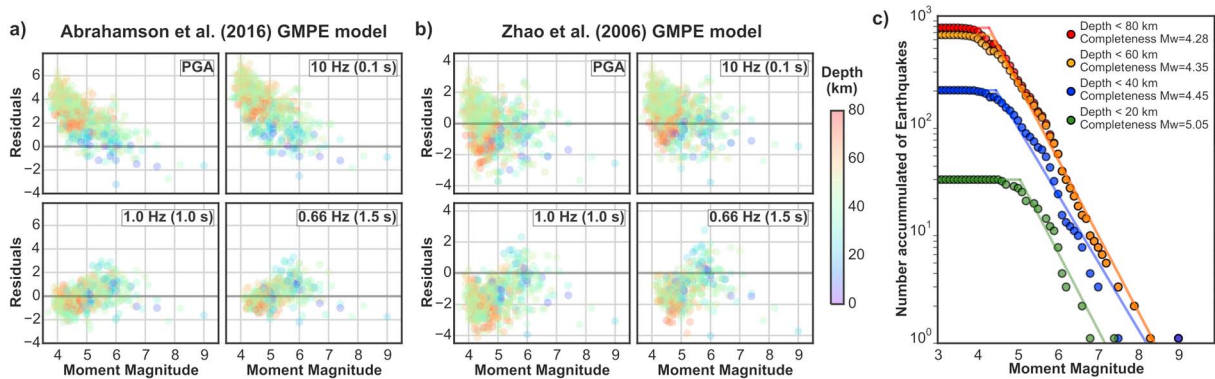 a) Abrahamson et al. (2016) GMPE model
PGA
10 Hz (0.1 s)
Residuals
6
4
2
0
−2
−4
1.0 Hz (1.0 s)
0.66 Hz (1.5 s)
Residuals
6
4
2
0
−2
−4
4 5 6 7 8 9
4 5 6 7 8 9
Moment Magnitude
Moment Magnitude
b) Zhao et al. (2006) GMPE model
PGA
10 Hz (0.1 s)
Residuals
4
2
0
−2
−4
1.0 Hz (1.0 s)
0.66 Hz (1.5 s)
Residuals
4
2
0
−2
−4
4 5 6 7 8 9
4 5 6 7 8 9
Moment Magnitude
Moment Magnitude
Depth
(km)
80
60
40
20
0
c)
Number accummulated of Earthquakes
10³
10²
10¹
10⁰
Depth < 80 km
Completeness Mw=4.28
Depth < 60 km
Completeness Mw=4.35
Depth < 40 km
Completeness Mw=4.45
Depth < 20 km
Completeness Mw=5.05
3 4 5 6 7 8 9
Moment Magnitude